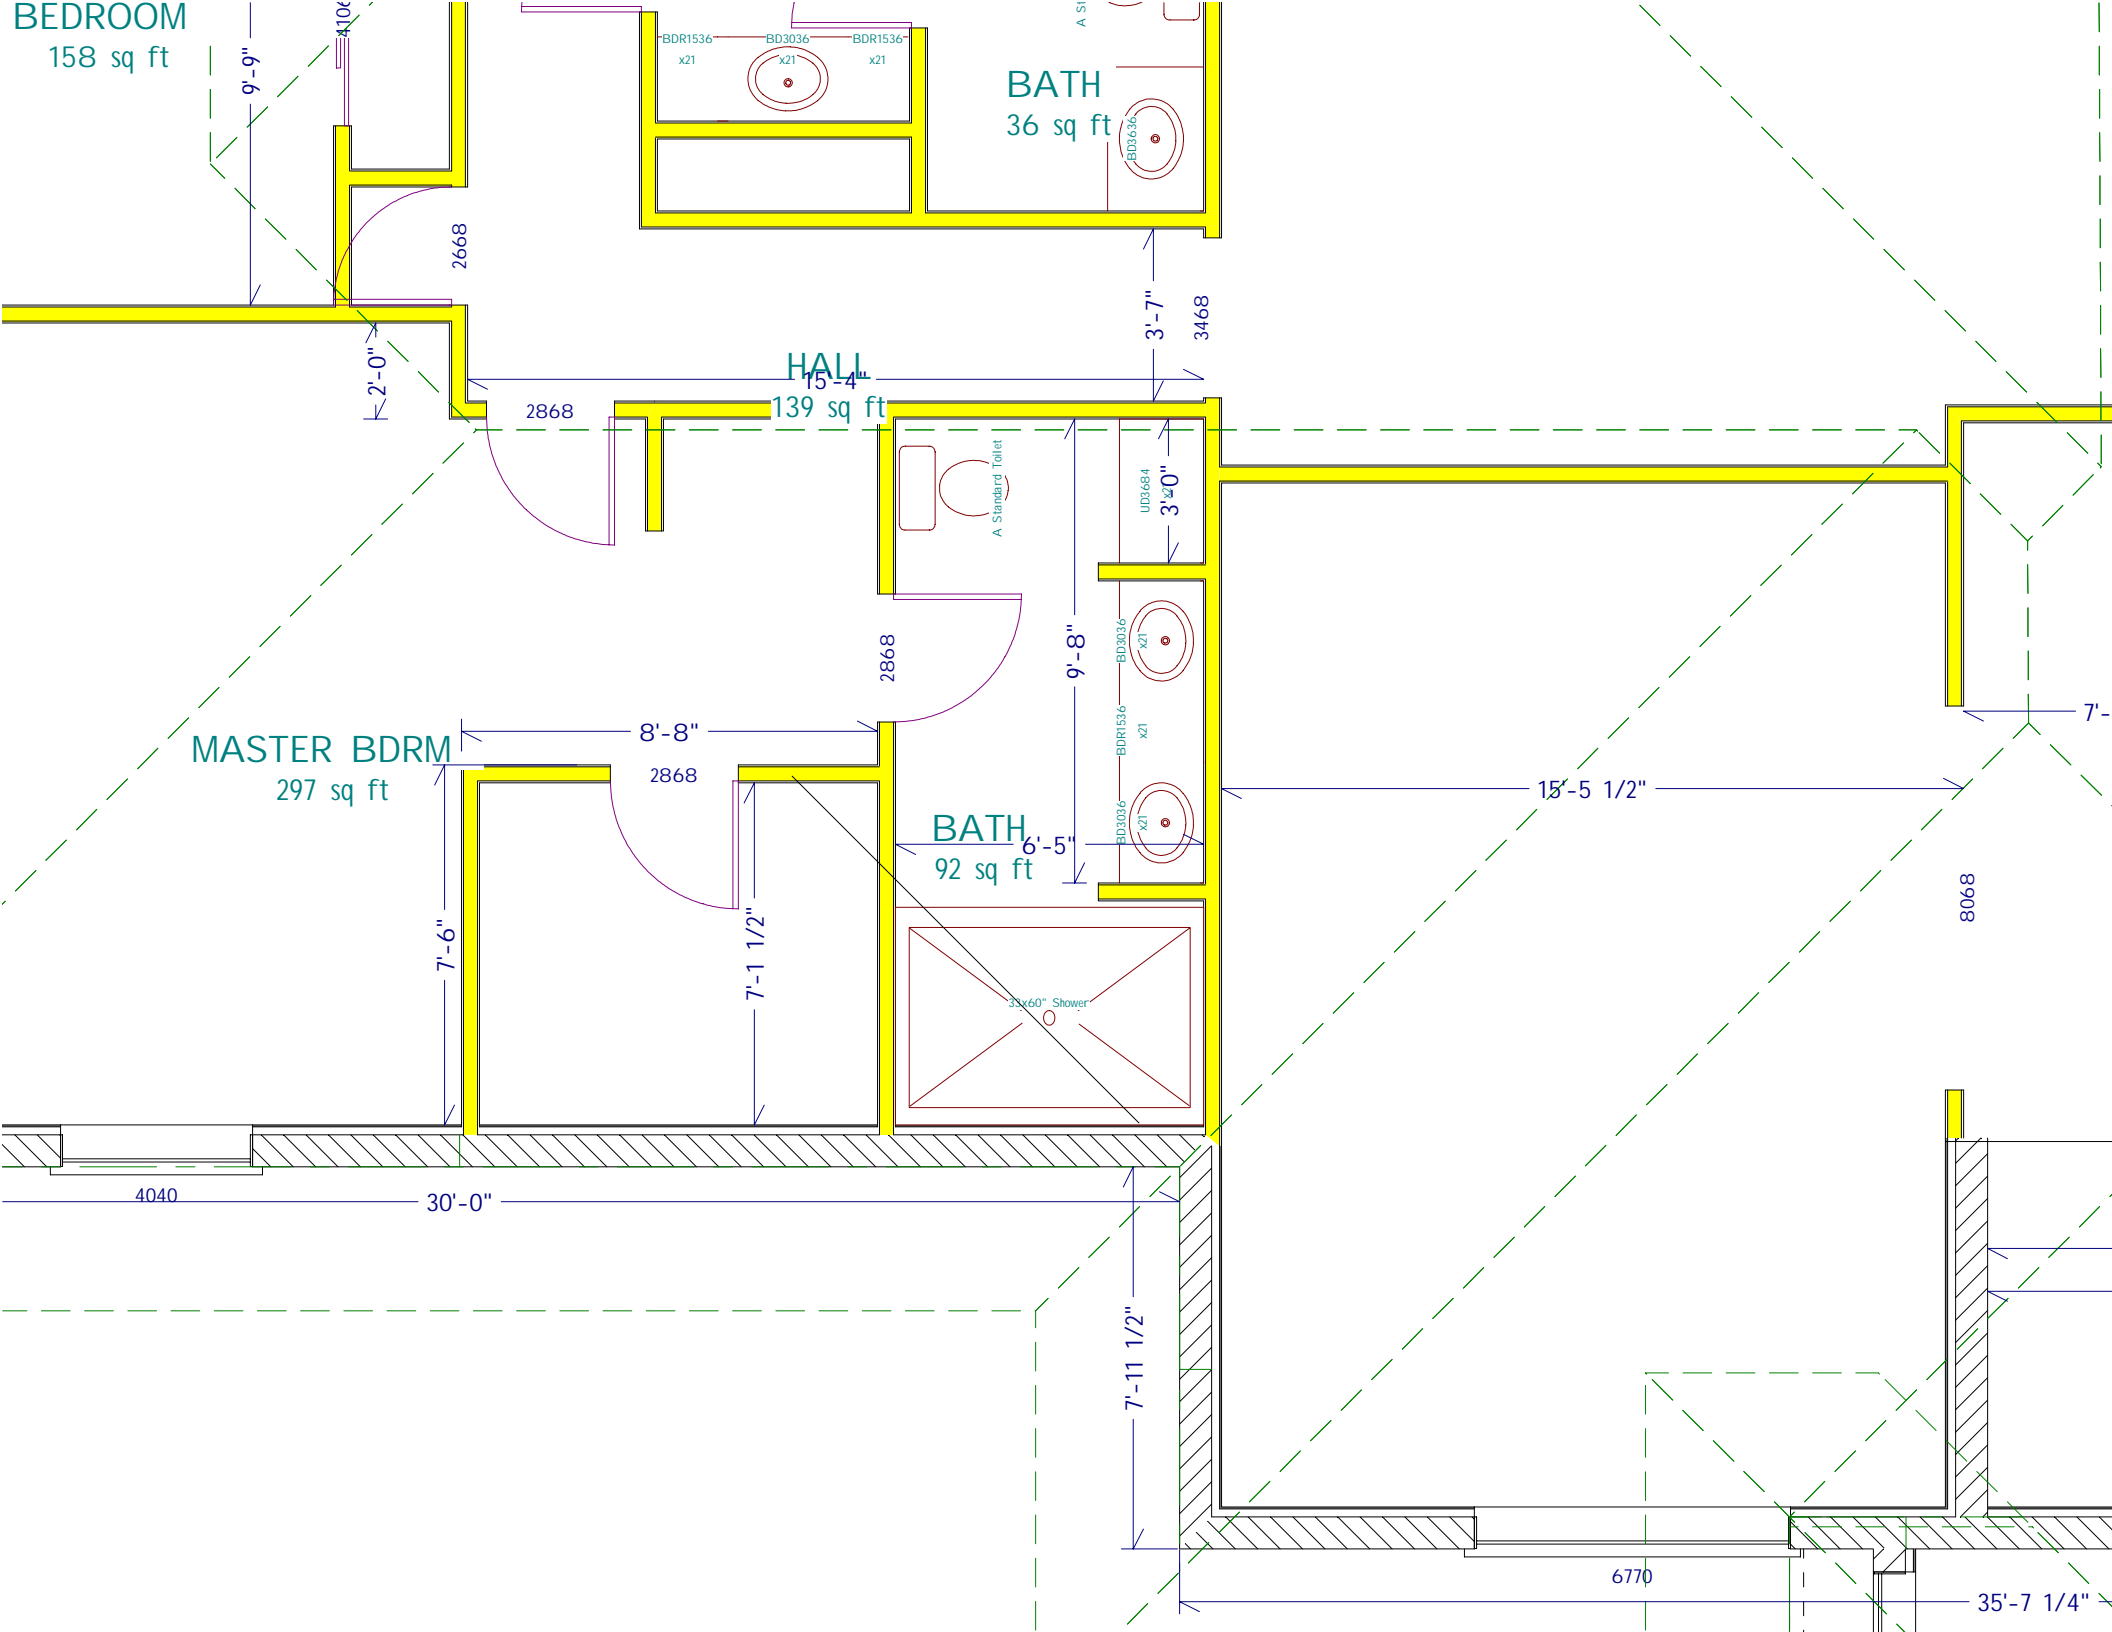 BEDROOM
158 sq ft
9'-9"
BDR1536
x21
BD3036
x21
BDR1536
x21
BATH
36 sq ft
BD3636
2668
3'-7"
3468
2'-0"
HALL
15'-4"
139 sq ft
2868
A Standard Toilet
UD3684
x21
3'-0"
9'-8"
2868
BD3036
x21
BDR1536
x21
BD3036
x21
7'-
MASTER BDRM
297 sq ft
8'-8"
2868
15'-5 1/2"
BATH
6'-5"
92 sq ft
8068
7'-6"
7'-1 1/2"
33x60" Shower
4040
30'-0"
7'-11 1/2"
6770
35'-7 1/4"